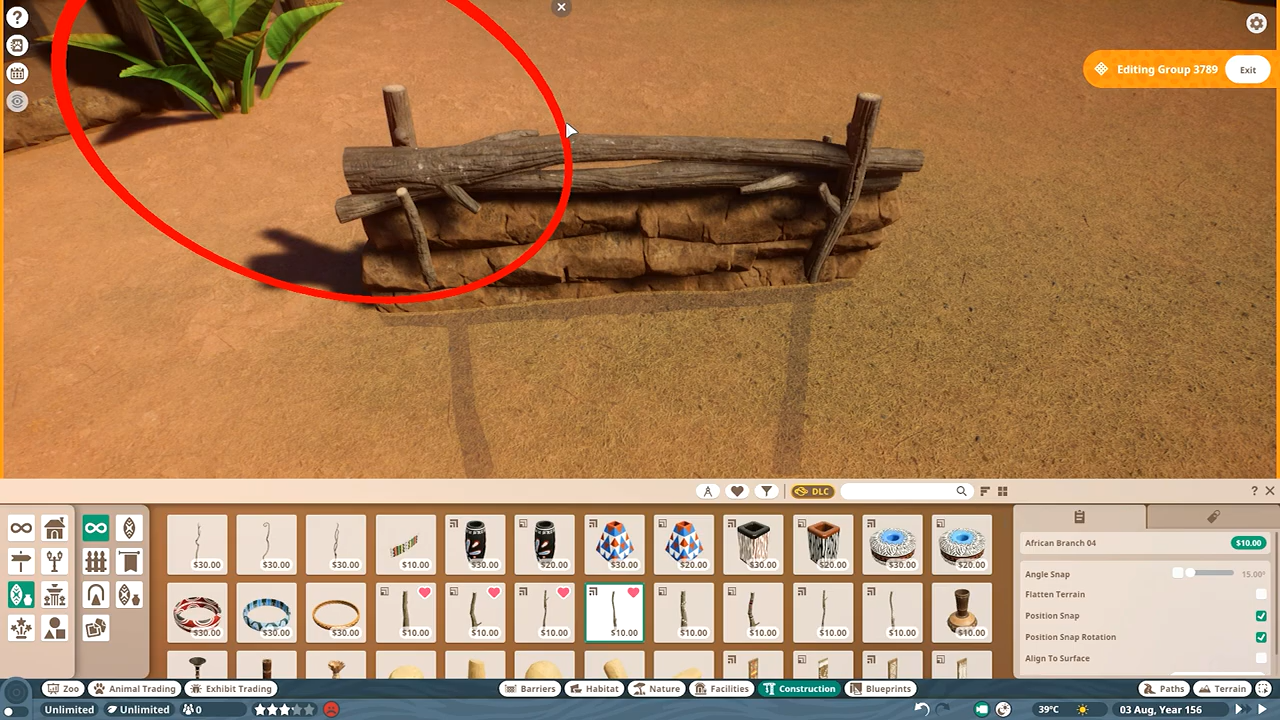 ?
Editing Group 3789 Exit
DLC
? ×
$30.00 $30.00 $30.00 $10.00 $30.00 $20.00 $30.00 $20.00 $30.00 $20.00 $30.00 $20.00
$30.00 $30.00 $30.00 $10.00 $10.00 $10.00 $10.00 $10.00 $10.00 $10.00 $10.00 $10.00
African Branch 04 $10.00
Angle Snap 15.00°
Flatten Terrain
Position Snap
Position Snap Rotation
Align To Surface
Zoo Animal Trading Exhibit Trading Barriers Habitat Nature Facilities Construction Blueprints Paths Terrain
Unlimited Unlimited 0 39°C 03 Aug, Year 156